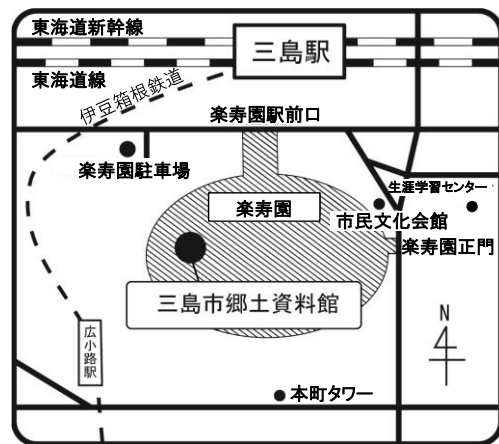 東海道新幹線
三島駅
東海道線
伊豆箱根鉄道
楽寿園駅前口
楽寿園駐車場
生涯学習センター
楽寿園
市民文化会館
楽寿園正門
三島市郷土資料館
N
広小路駅
本町タワー